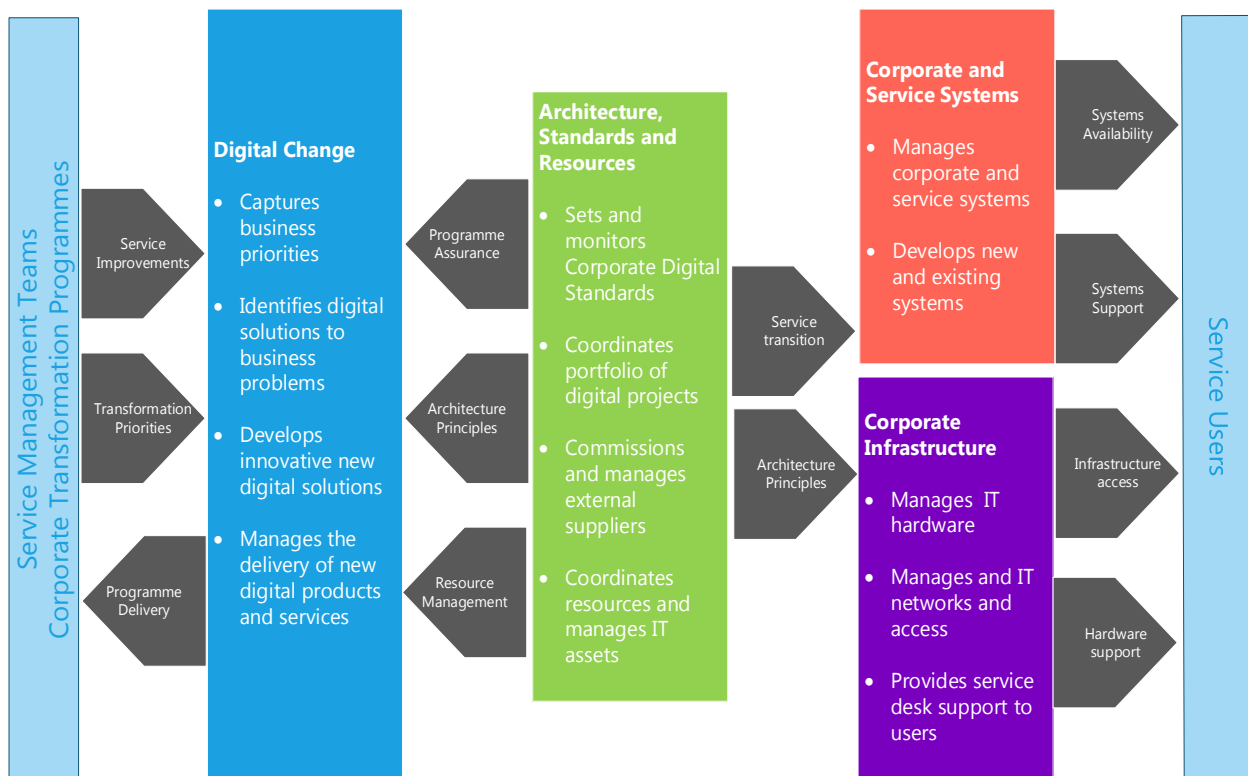 Service Management Teams
Corporate Transformation Programmes
Service
Improvements
Transformation
Priorities
Programme
Delivery
Digital Change
• Captures
business
priorities
• Identifies digital
solutions to
business
problems
• Develops
innovative new
digital solutions
• Manages the
delivery of new
digital products
and services
Programme
Assurance
Architecture
Principles
Resource
Management
Architecture,
Standards and
Resources
• Sets and
monitors
Corporate Digital
Standards
• Coordinates
portfolio of
digital projects
• Commissions
and manages
external
suppliers
• Coordinates
resources and
manages IT
assets
Service
transition
Architecture
Principles
Corporate and
Service Systems
• Manages
corporate and
service systems
• Develops new
and existing
systems
Corporate
Infrastructure
• Manages IT
hardware
• Manages and IT
networks and
access
• Provides service
desk support to
users
Systems
Availability
Systems
Support
Infrastructure
access
Hardware
support
Service Users